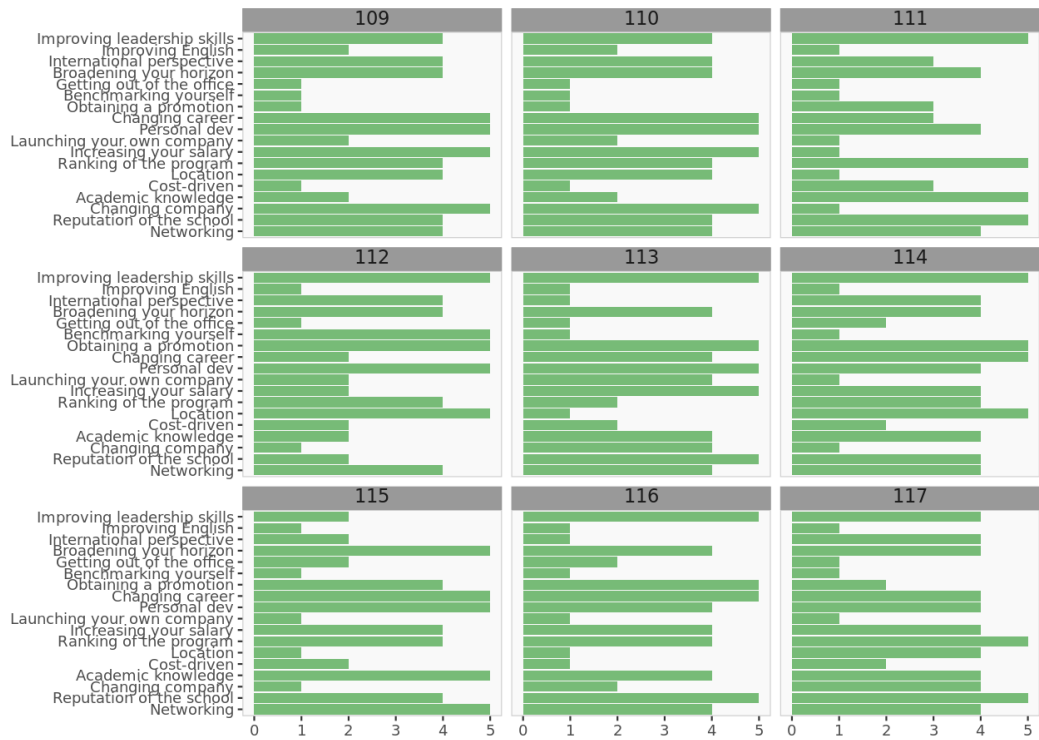 109 110 111
Improving leadership skills
Improving English
International perspective
Broadening your horizon
Getting out of the office
Benchmarking yourself
Obtaining a promotion
Changing career
Personal dev
Launching your own company
Increasing your salary
Ranking of the program
Location
Cost-driven
Academic knowledge
Changing company
Reputation of the school
Networking
112 113 114
Improving leadership skills
Improving English
International perspective
Broadening your horizon
Getting out of the office
Benchmarking yourself
Obtaining a promotion
Changing career
Personal dev
Launching your own company
Increasing your salary
Ranking of the program
Location
Cost-driven
Academic knowledge
Changing company
Reputation of the school
Networking
115 116 117
Improving leadership skills
Improving English
International perspective
Broadening your horizon
Getting out of the office
Benchmarking yourself
Obtaining a promotion
Changing career
Personal dev
Launching your own company
Increasing your salary
Ranking of the program
Location
Cost-driven
Academic knowledge
Changing company
Reputation of the school
Networking
0 1 2 3 4 5 0 1 2 3 4 5 0 1 2 3 4 5